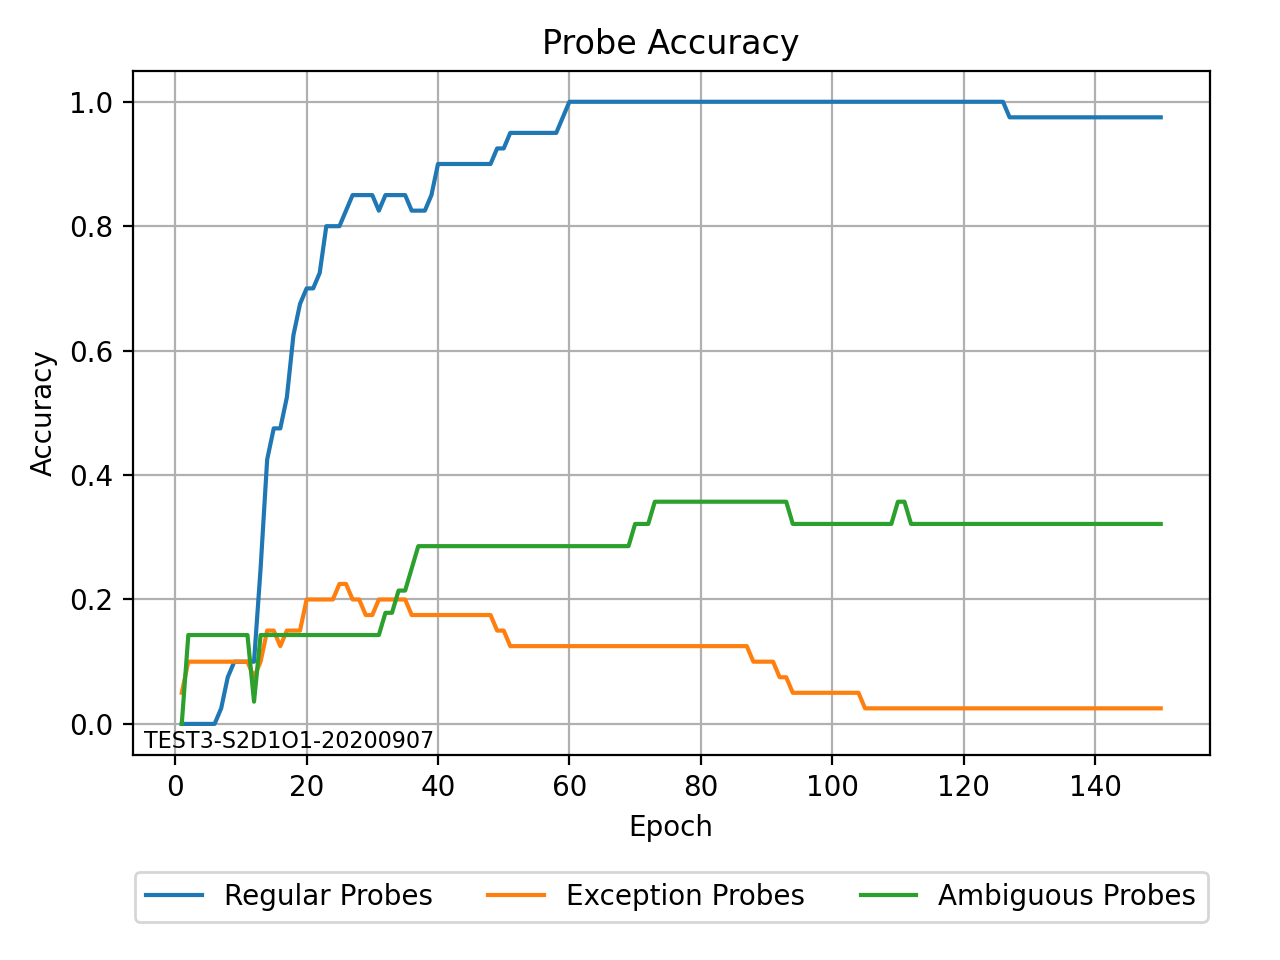 Probe Accuracy
1.0
0.8
0.6
0.4
0.2
0.0
Accuracy
TEST3-S2D1O1-20200907
0 20 40 60 80 100 120 140
Epoch
Regular Probes Exception Probes Ambiguous Probes